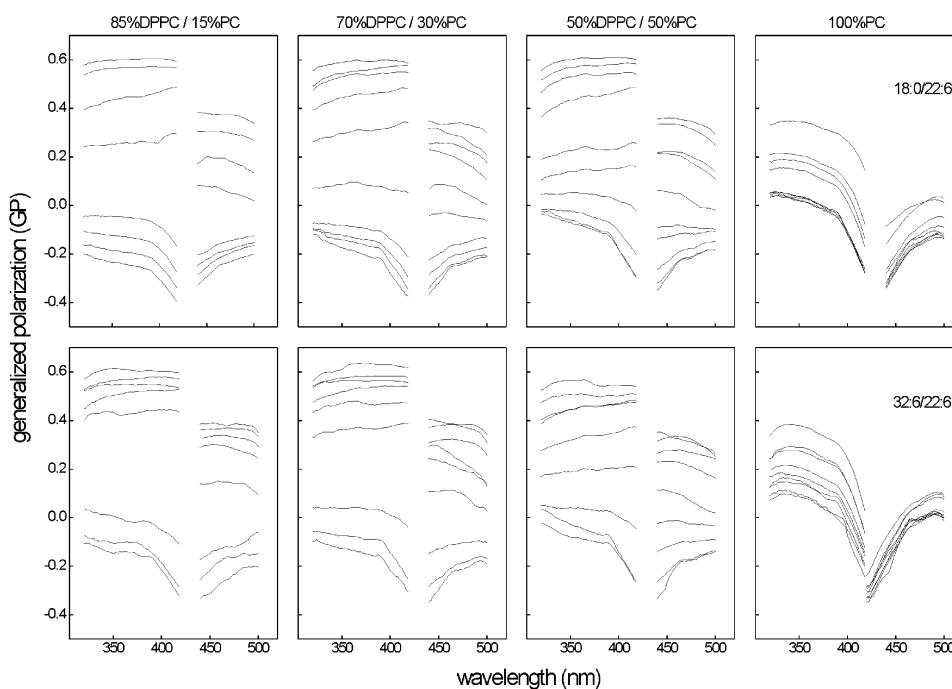 85%DPPC / 15%PC
70%DPPC / 30%PC
50%DPPC / 50%PC
100%PC
generalized polarization (GP)
0.6
0.4
0.2
0.0
-0.2
-0.4
18:0/22:6
0.6
0.4
0.2
0.0
-0.2
-0.4
32:6/22:6
350 400 450 500
350 400 450 500
350 400 450 500
350 400 450 500
wavelength (nm)